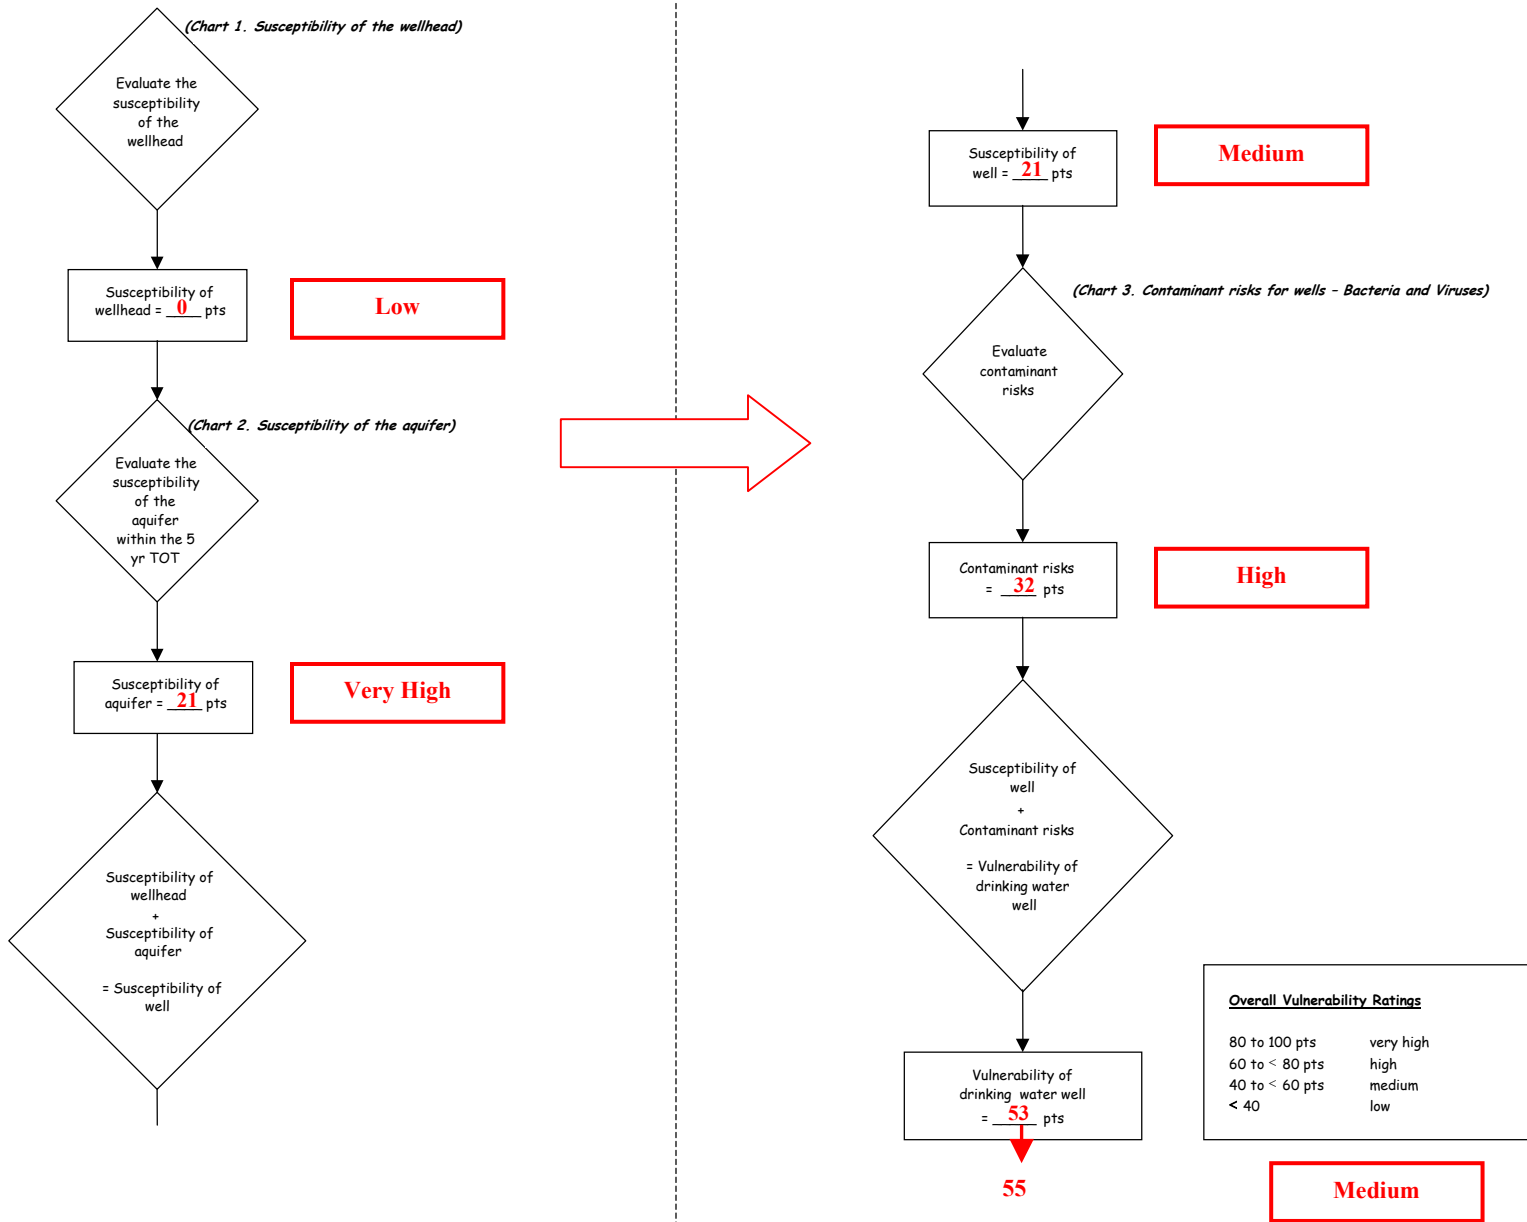 (Chart 1. Susceptibility of the wellhead)
Evaluate the
susceptibility
of the
wellhead
Susceptibility of
wellhead = __0__ pts
Low
(Chart 2. Susceptibility of the aquifer)
Evaluate the
susceptibility
of the
aquifer
within the 5
yr TOT
Susceptibility of
aquifer = __21__ pts
Very High
Susceptibility of
wellhead
+
Susceptibility of
aquifer
= Susceptibility of
well
Susceptibility of
well = __21__ pts
Medium
(Chart 3. Contaminant risks for wells – Bacteria and Viruses)
Evaluate
contaminant
risks
Contaminant risks
= __32__ pts
High
Susceptibility of
well
+
Contaminant risks
= Vulnerability of
drinking water
well
Vulnerability of
drinking water well
= __53__ pts
55
Overall Vulnerability Ratings
80 to 100 pts very high
60 to < 80 pts high
40 to < 60 pts medium
< 40 low
Medium